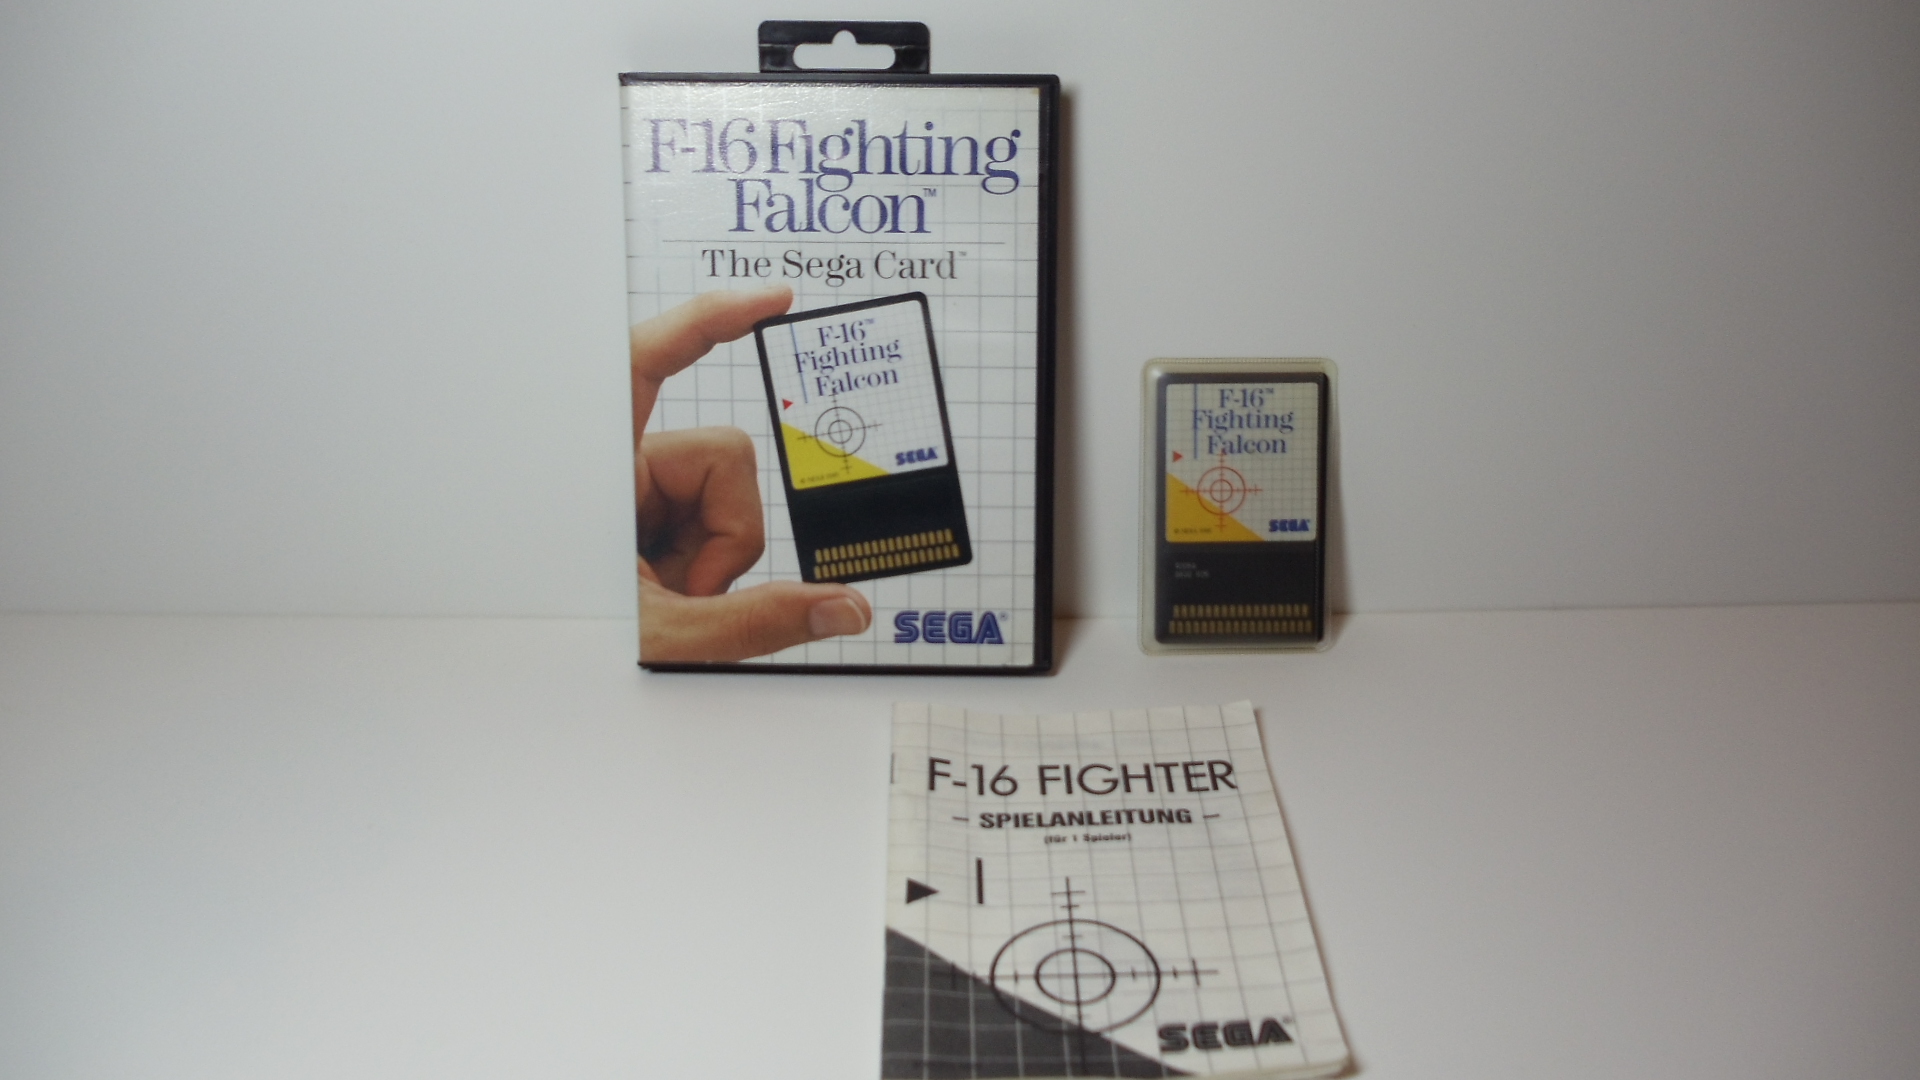 F-16 Fighting
Falcon™
The Sega Card™
F-16™
Fighting
Falcon
SEGA
SEGA®
F-16™
Fighting
Falcon
SEGA
F-16 FIGHTER
– SPIELANLEITUNG –
(für 1 Spieler)
SEGA®